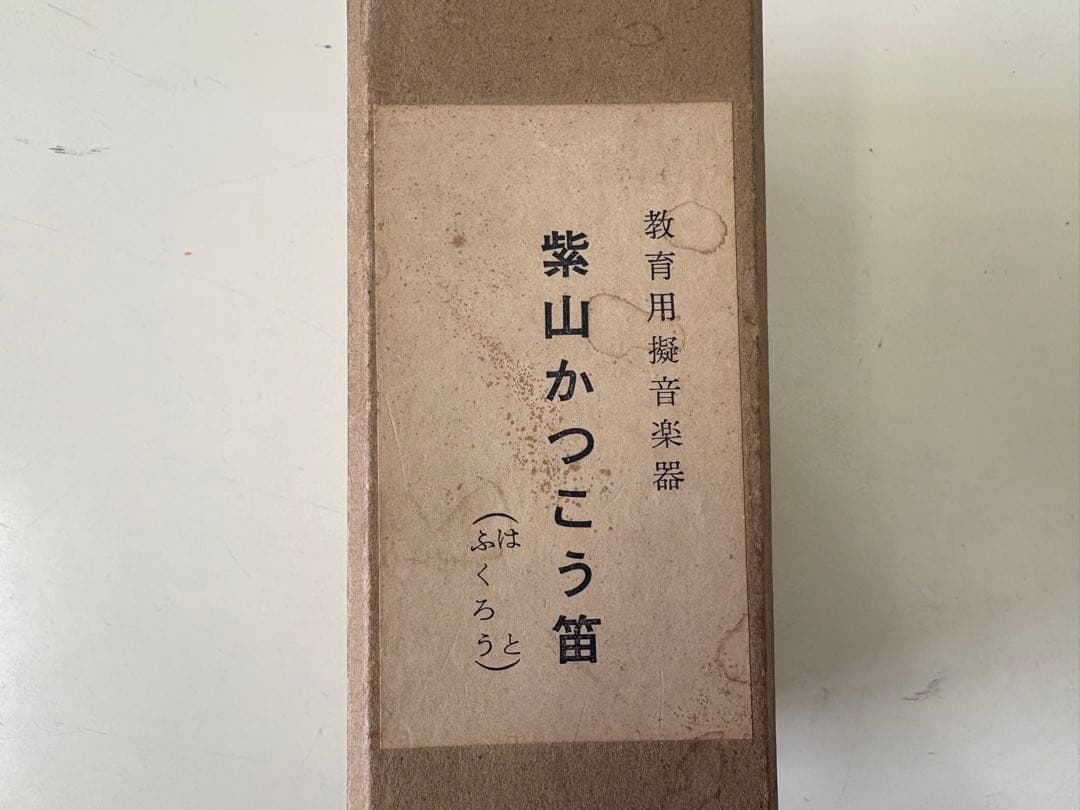 教育用擬音楽器
紫山かつこう笛
(はと
ふくろう)